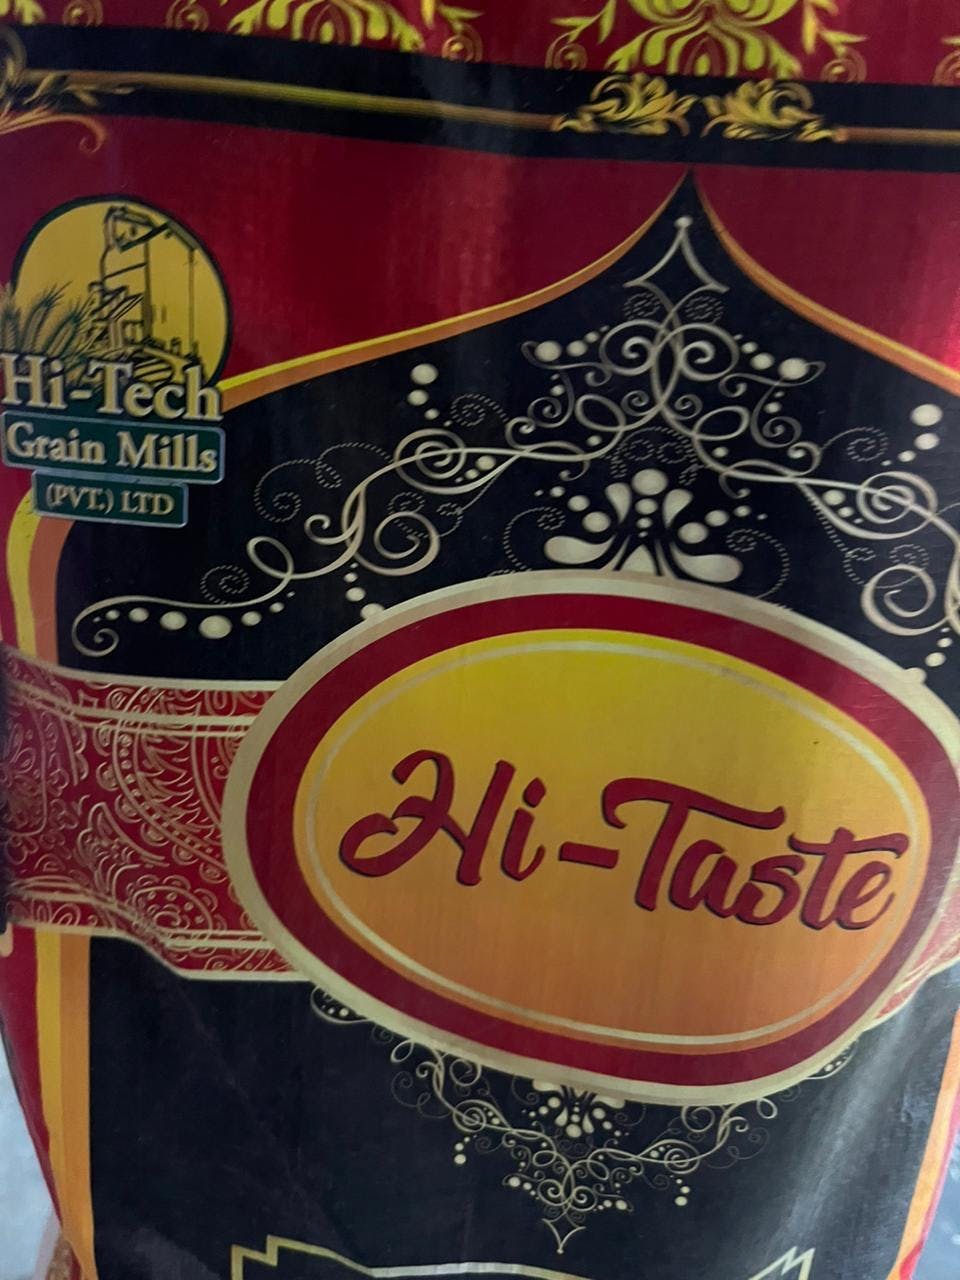 Hi-Tech
Grain Mills
(PVT.) LTD
Hi-Taste